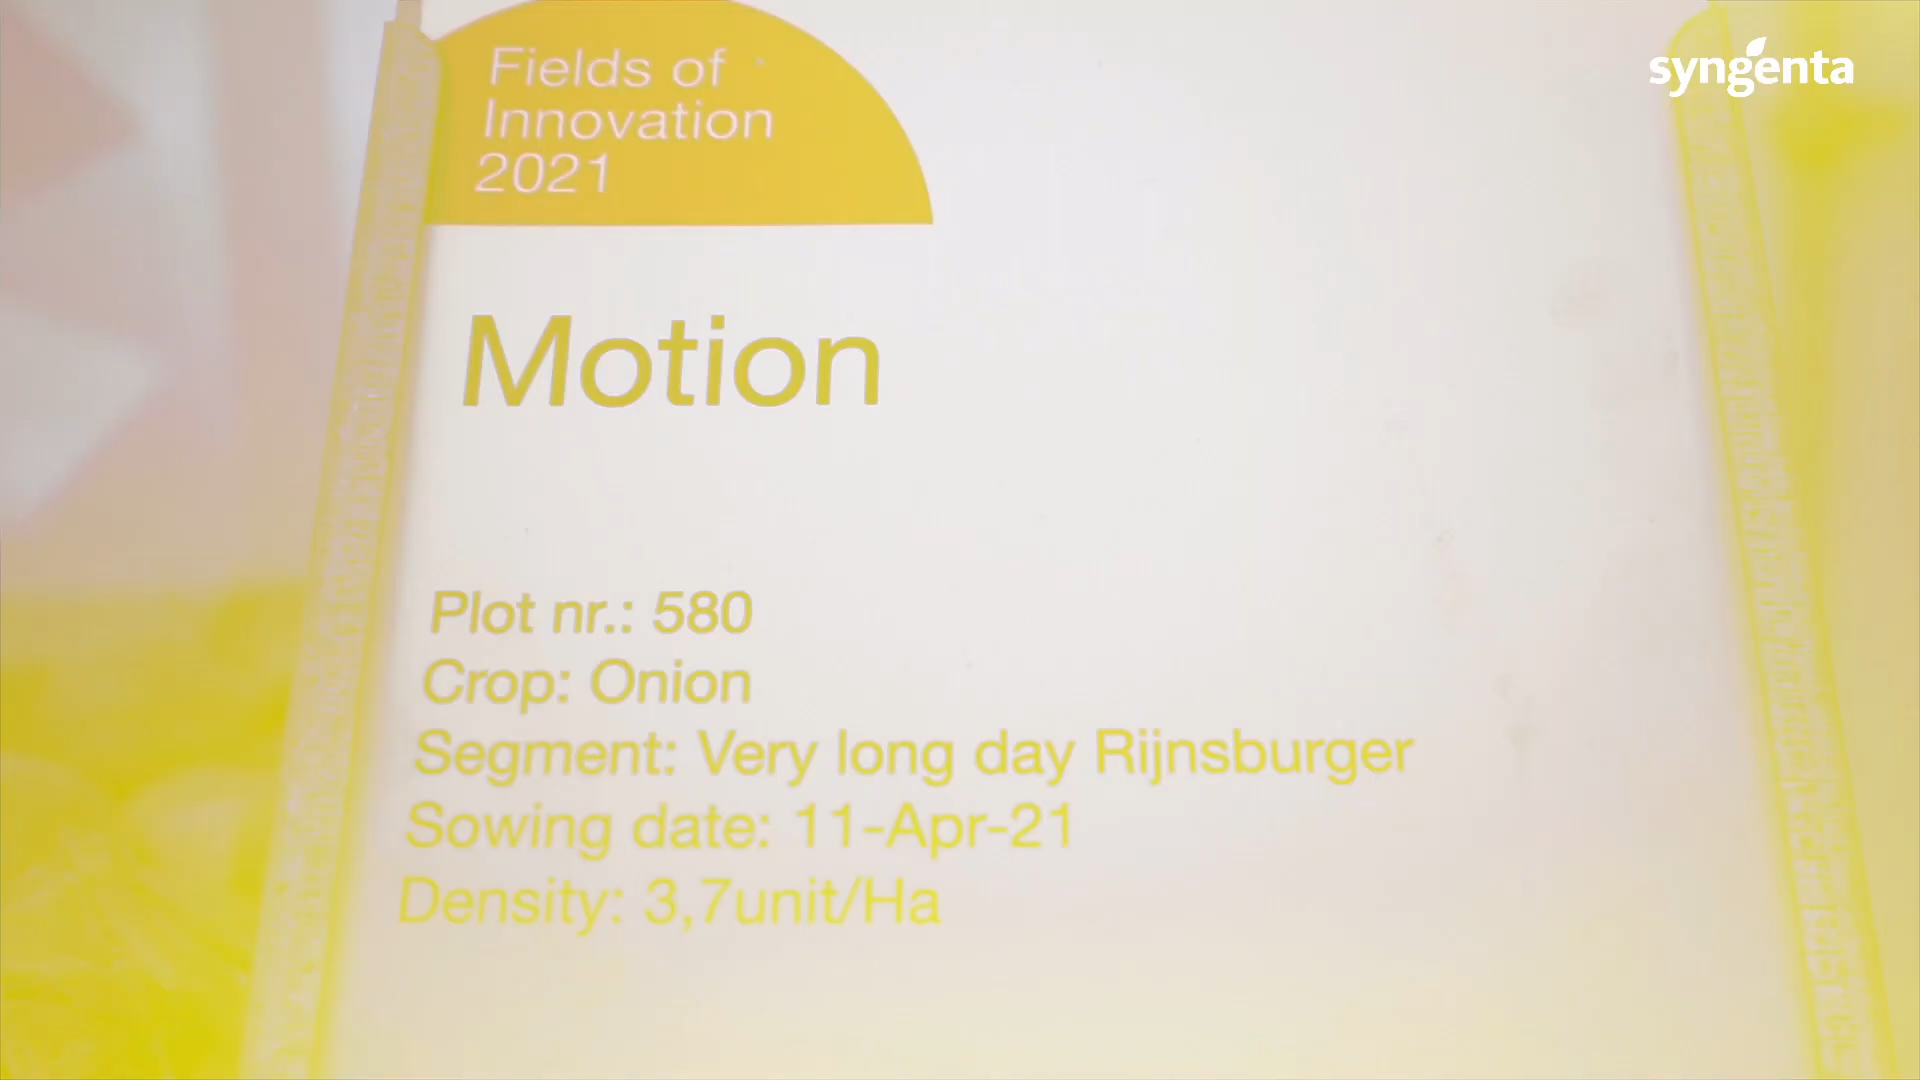 Fields of
Innovation
2021
syngenta
Motion
Plot nr.: 580
Crop: Onion
Segment: Very long day Rijnsburger
Sowing date: 11-Apr-21
Density: 3,7unit/Ha